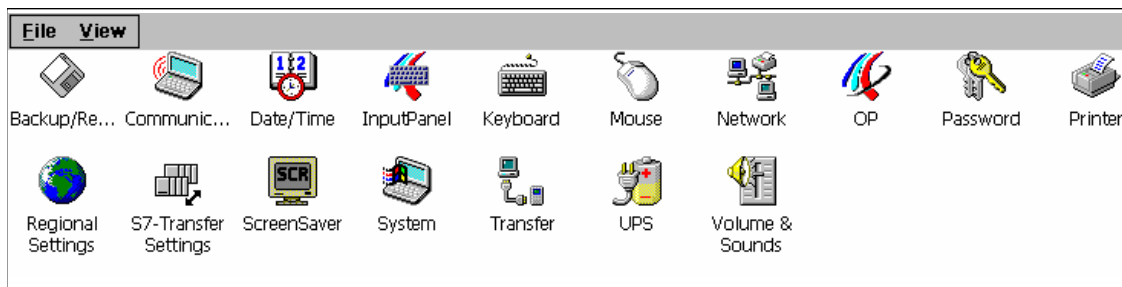 File View
Backup/Re... Communic... Date/Time InputPanel Keyboard Mouse Network OP Password Printer
Regional Settings S7-Transfer Settings ScreenSaver System Transfer UPS Volume & Sounds